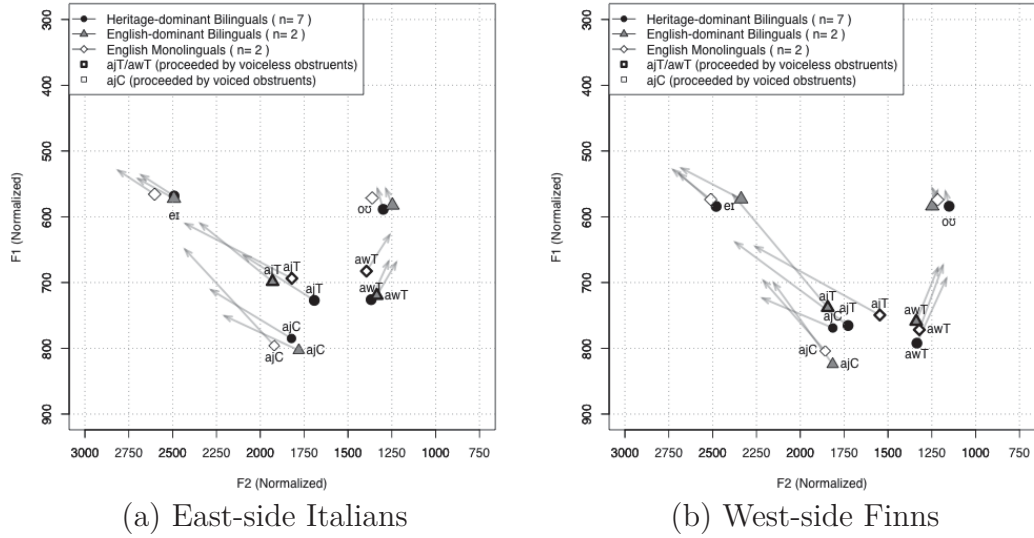 Heritage-dominant Bilinguals ( n= 7 )
English-dominant Bilinguals ( n= 2 )
English Monolinguals ( n= 2 )
ajT/awT (proceeded by voiceless obstruents)
ajC (proceeded by voiced obstruents)
300
400
500
600
700
800
900
F1 (Normalized)
eɪ
oʊ
ajT
ajT
ajT
awT
awT
awT
ajC
ajC
ajC
3000 2750 2500 2250 2000 1750 1500 1250 1000 750
F2 (Normalized)
(a) East-side Italians
Heritage-dominant Bilinguals ( n= 7 )
English-dominant Bilinguals ( n= 2 )
English Monolinguals ( n= 2 )
ajT/awT (proceeded by voiceless obstruents)
ajC (proceeded by voiced obstruents)
300
400
500
600
700
800
900
F1 (Normalized)
eɪ
oʊ
ajT
ajT
ajT
ajC
awT
awT
awT
ajC
ajC
3000 2750 2500 2250 2000 1750 1500 1250 1000 750
F2 (Normalized)
(b) West-side Finns